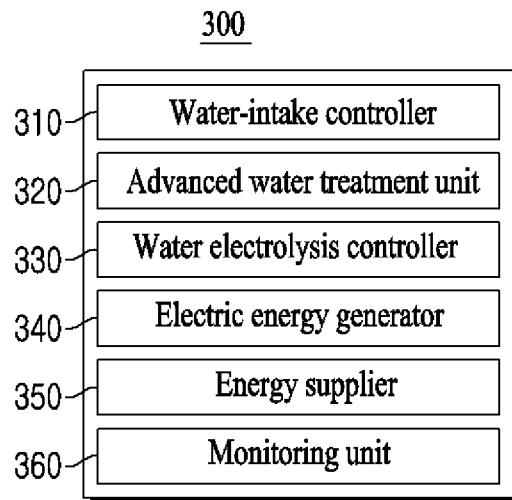 300
310 Water-intake controller
320 Advanced water treatment unit
330 Water electrolysis controller
340 Electric energy generator
350 Energy supplier
360 Monitoring unit